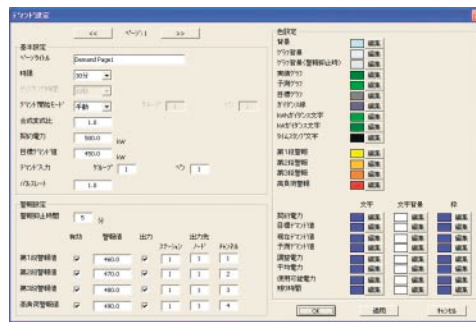 デマンド設定
<< ページ:1 >>
基本設定
ページタイトル Demand Page1
時限 30分
デマンド開始モード 手動 グループ 1 ペン 1
合成変成比 1.0
契約電力 500.0 kW
目標デマンド値 450.0 kW
デマンド入力 グループ 1 ペン 1
パルスレート 1.0
警報設定
警報抑止時間 5 分
有効 警報値 出力 出力先
ステーション ノード チャンネル
第1段警報値 460.0 1 1 1
第2段警報値 470.0 1 1 2
第3段警報値 480.0 1 1 3
高負荷警報値 490.0 1 1 4
色設定
背景 編集
グラフ背景 編集
グラフ背景(警報抑止時) 編集
実績グラフ 編集
予測グラフ 編集
目標グラフ 編集
ガイダンス線 編集
kWhガイダンス文字 編集
kWガイダンス文字 編集
タイムスタンプ文字 編集
第1段警報 編集
第2段警報 編集
第3段警報 編集
高負荷警報 編集
文字 文字背景 枠
契約電力 編集 編集 編集
目標デマンド値 編集 編集 編集
現在デマンド値 編集 編集 編集
予測デマンド値 編集 編集 編集
調整電力 編集 編集 編集
平均電力 編集 編集 編集
使用可能電力 編集 編集 編集
残り時間 編集 編集 編集
OK 適用 キャンセル